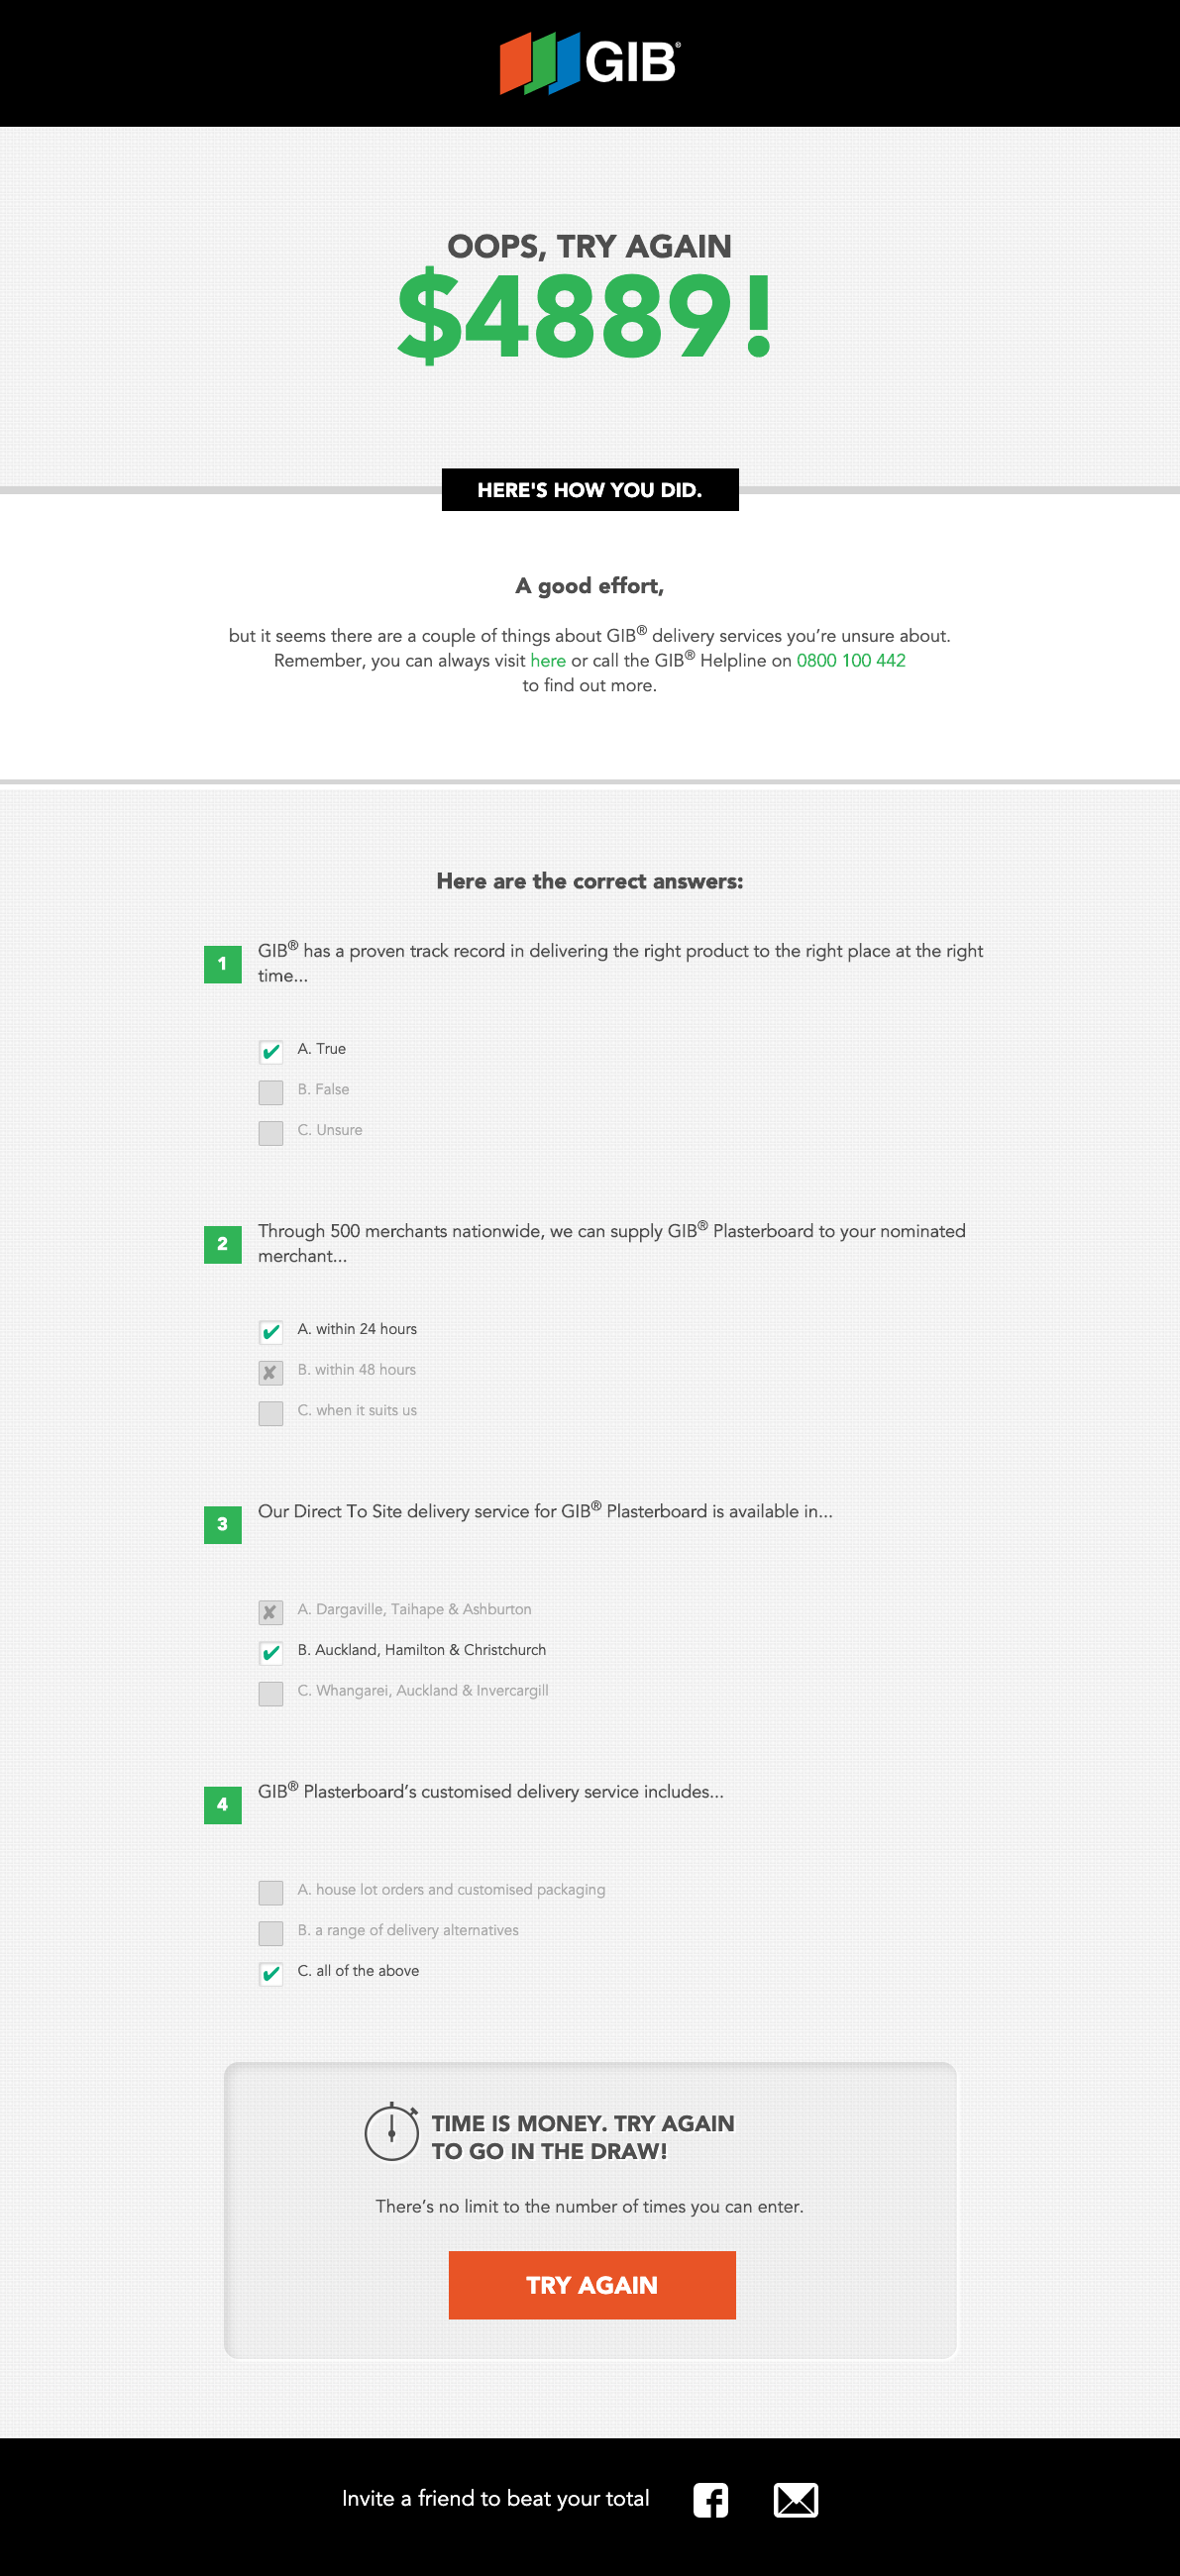 GIB®
OOPS, TRY AGAIN
$4889!
HERE'S HOW YOU DID.
A good effort,
but it seems there are a couple of things about GIB® delivery services you’re unsure about.
Remember, you can always visit here or call the GIB® Helpline on 0800 100 442
to find out more.
Here are the correct answers:
1 GIB® has a proven track record in delivering the right product to the right place at the right
time...
A. True
B. False
C. Unsure
2 Through 500 merchants nationwide, we can supply GIB® Plasterboard to your nominated
merchant...
A. within 24 hours
B. within 48 hours
C. when it suits us
3 Our Direct To Site delivery service for GIB® Plasterboard is available in...
A. Dargaville, Taihape & Ashburton
B. Auckland, Hamilton & Christchurch
C. Whangarei, Auckland & Invercargill
4 GIB® Plasterboard’s customised delivery service includes...
A. house lot orders and customised packaging
B. a range of delivery alternatives
C. all of the above
TIME IS MONEY. TRY AGAIN
TO GO IN THE DRAW!
There’s no limit to the number of times you can enter.
TRY AGAIN
Invite a friend to beat your total